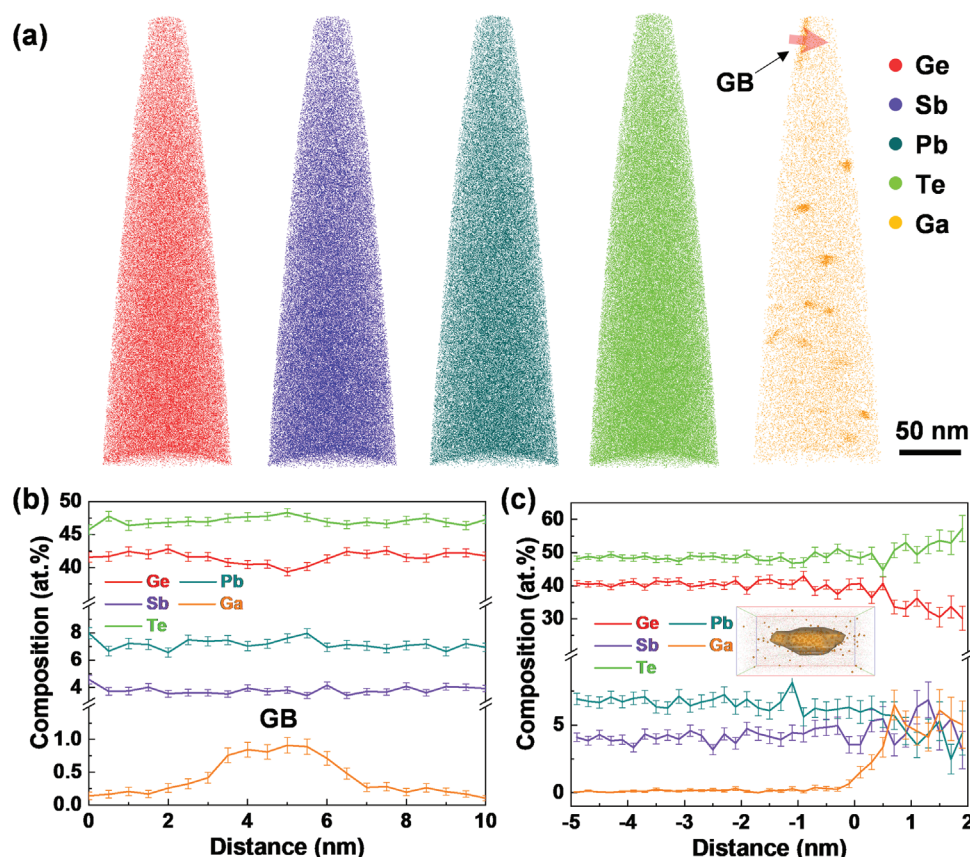 (a)
GB
Ge
Sb
Pb
Te
Ga
50 nm
(b)
50
45
40
8
6
4
1.0
0.5
0.0
0 2 4 6 8 10
Composition (at.%)
Distance (nm)
Ge Pb
Sb Ga
Te
GB
(c)
60
50
40
30
5
0
-5 -4 -3 -2 -1 0 1 2
Composition (at.%)
Distance (nm)
Ge Pb
Sb Ga
Te